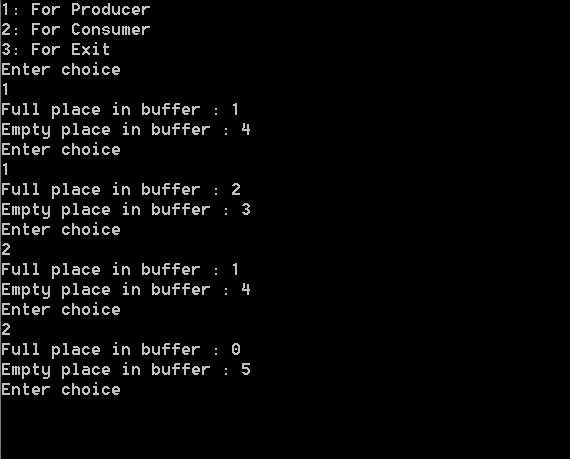 1: For Producer
2: For Consumer
3: For Exit
Enter choice
1
Full place in buffer : 1
Empty place in buffer : 4
Enter choice
1
Full place in buffer : 2
Empty place in buffer : 3
Enter choice
2
Full place in buffer : 1
Empty place in buffer : 4
Enter choice
2
Full place in buffer : 0
Empty place in buffer : 5
Enter choice